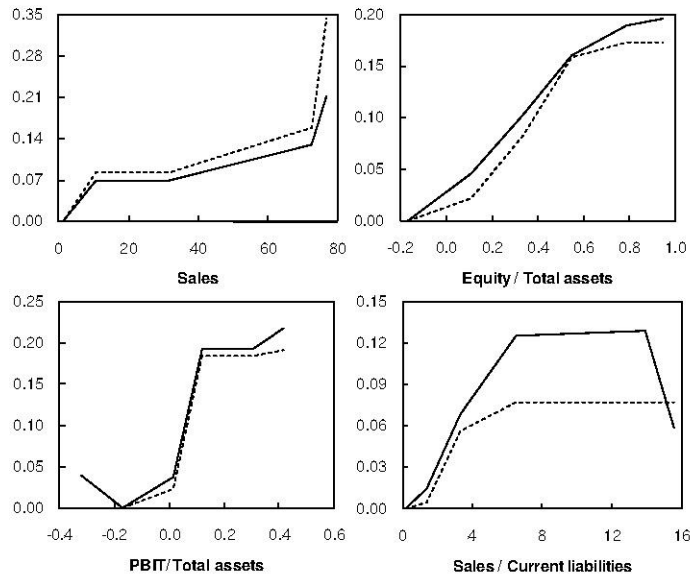 0.35
0.28
0.21
0.14
0.07
0.00
0 20 40 60 80
Sales
0.20
0.15
0.10
0.05
0.00
-0.2 0.0 0.2 0.4 0.6 0.8 1.0
Equity / Total assets
0.25
0.20
0.15
0.10
0.05
0.00
-0.4 -0.2 0.0 0.2 0.4 0.6
PBIT/Total assets
0.15
0.12
0.09
0.06
0.03
0.00
0 4 8 12 16
Sales / Current liabilities